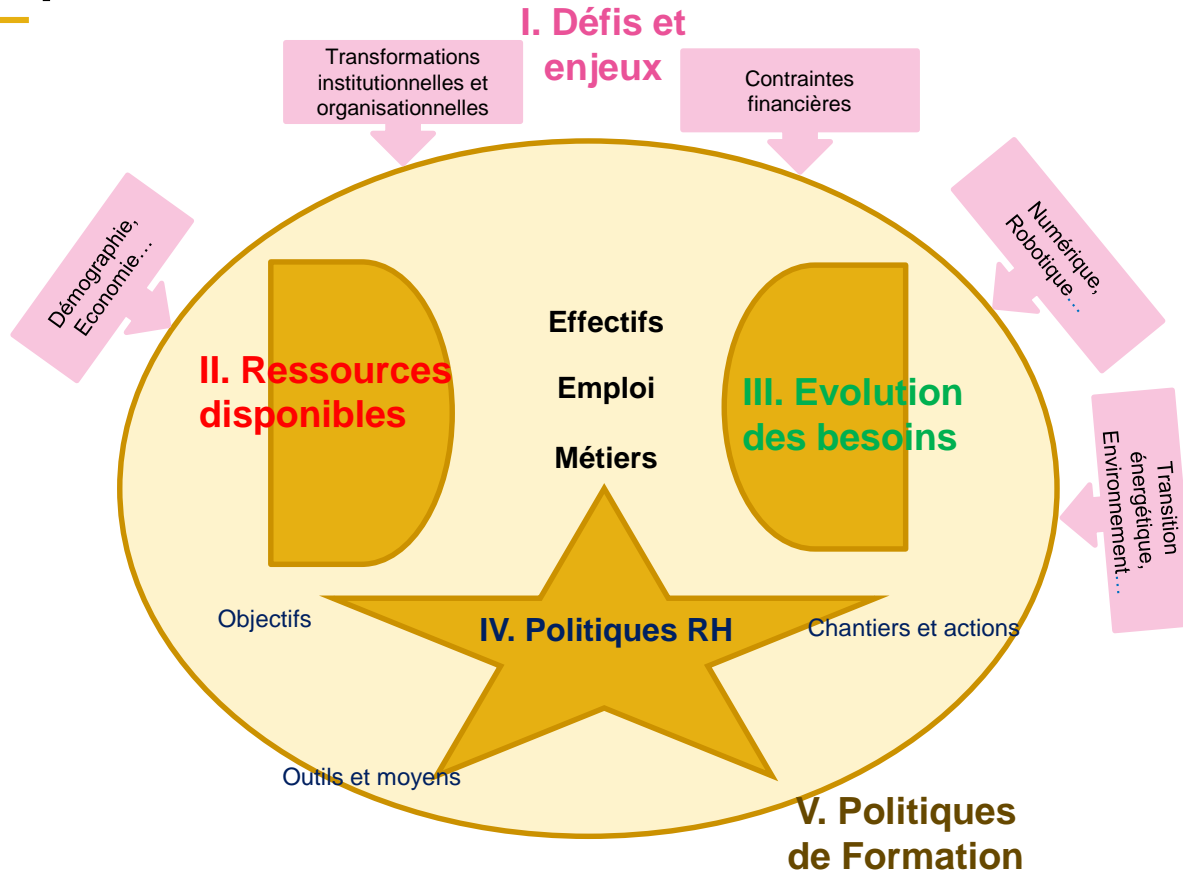 I. Défis et
enjeux
Transformations
institutionnelles et
organisationnelles
Contraintes
financières
Démographie,
Economie…
Numérique,
Robotique…
Transition
énergétique,
Environnement…
Effectifs
Emploi
Métiers
II. Ressources
disponibles
III. Evolution
des besoins
Objectifs
IV. Politiques RH
Chantiers et actions
Outils et moyens
V. Politiques
de Formation